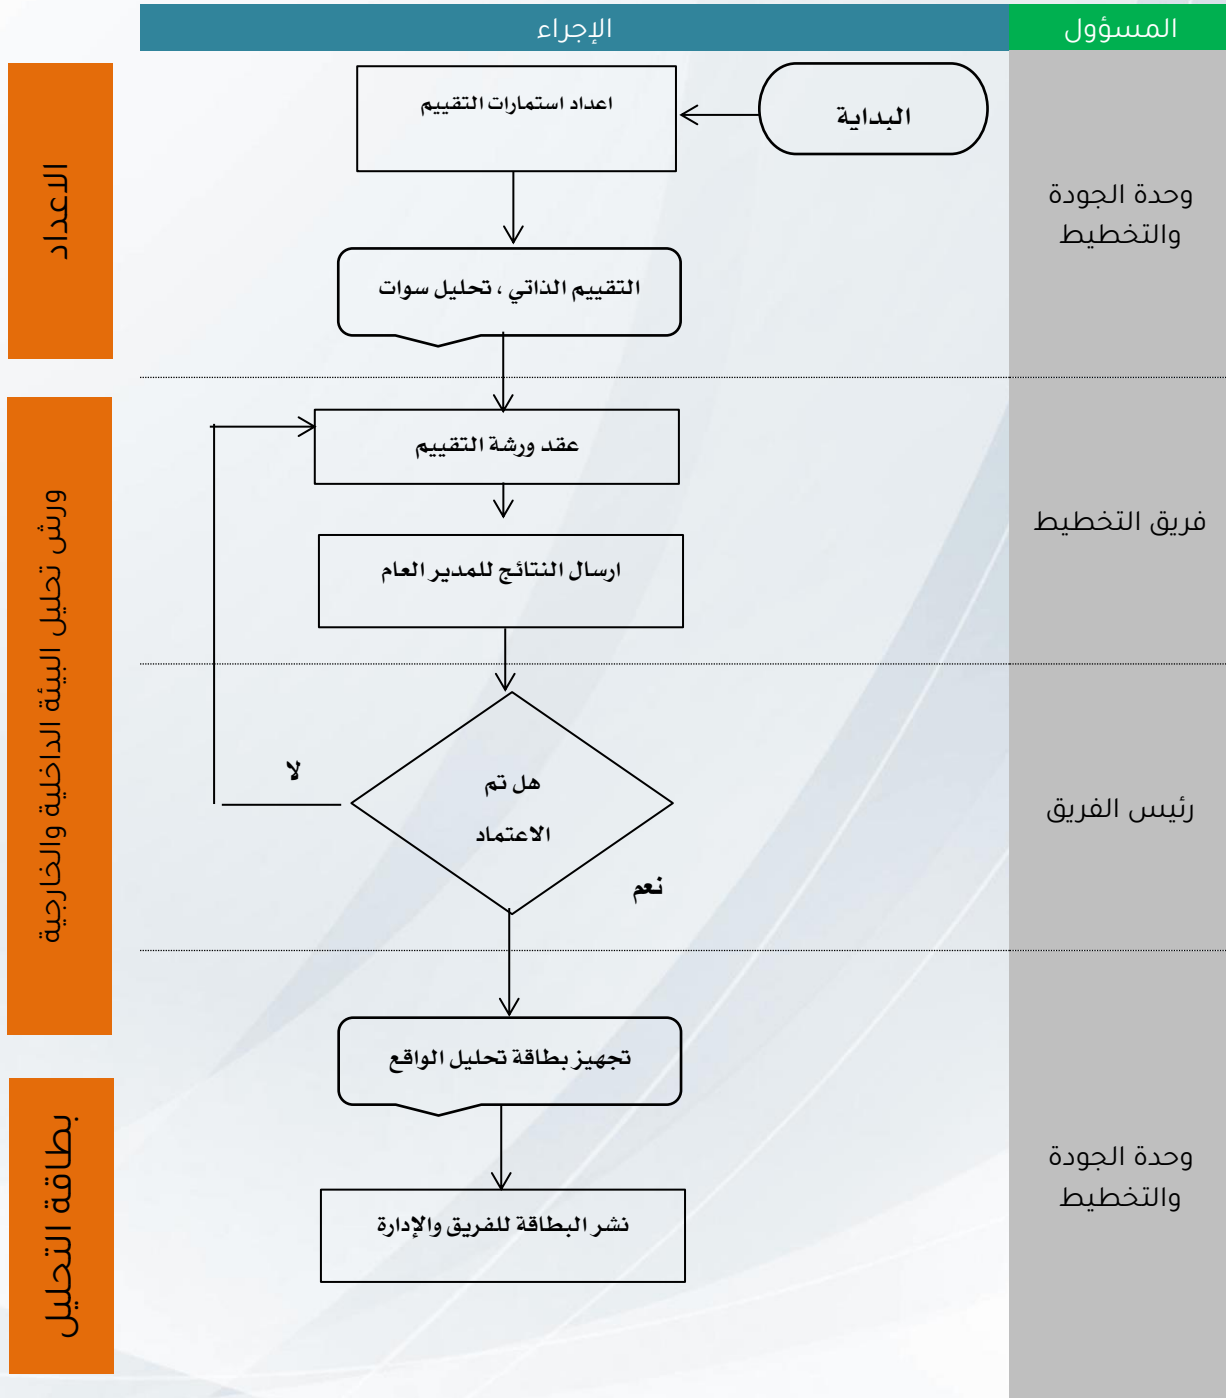 المسؤول
الإجراء
البداية
اعداد استمارات التقييم
وحدة الجودة
والتخطيط
الاعداد
التقييم الذاتي ، تحليل سوات
عقد ورشة التقييم
فريق التخطيط
ارسال النتائج للمدير العام
ورش تحليل البيئة الداخلية والخارجية
هل تم
الاعتماد
لا
نعم
رئيس الفريق
تجهيز بطاقة تحليل الواقع
وحدة الجودة
والتخطيط
نشر البطاقة للفريق والإدارة
بطاقة التحليل